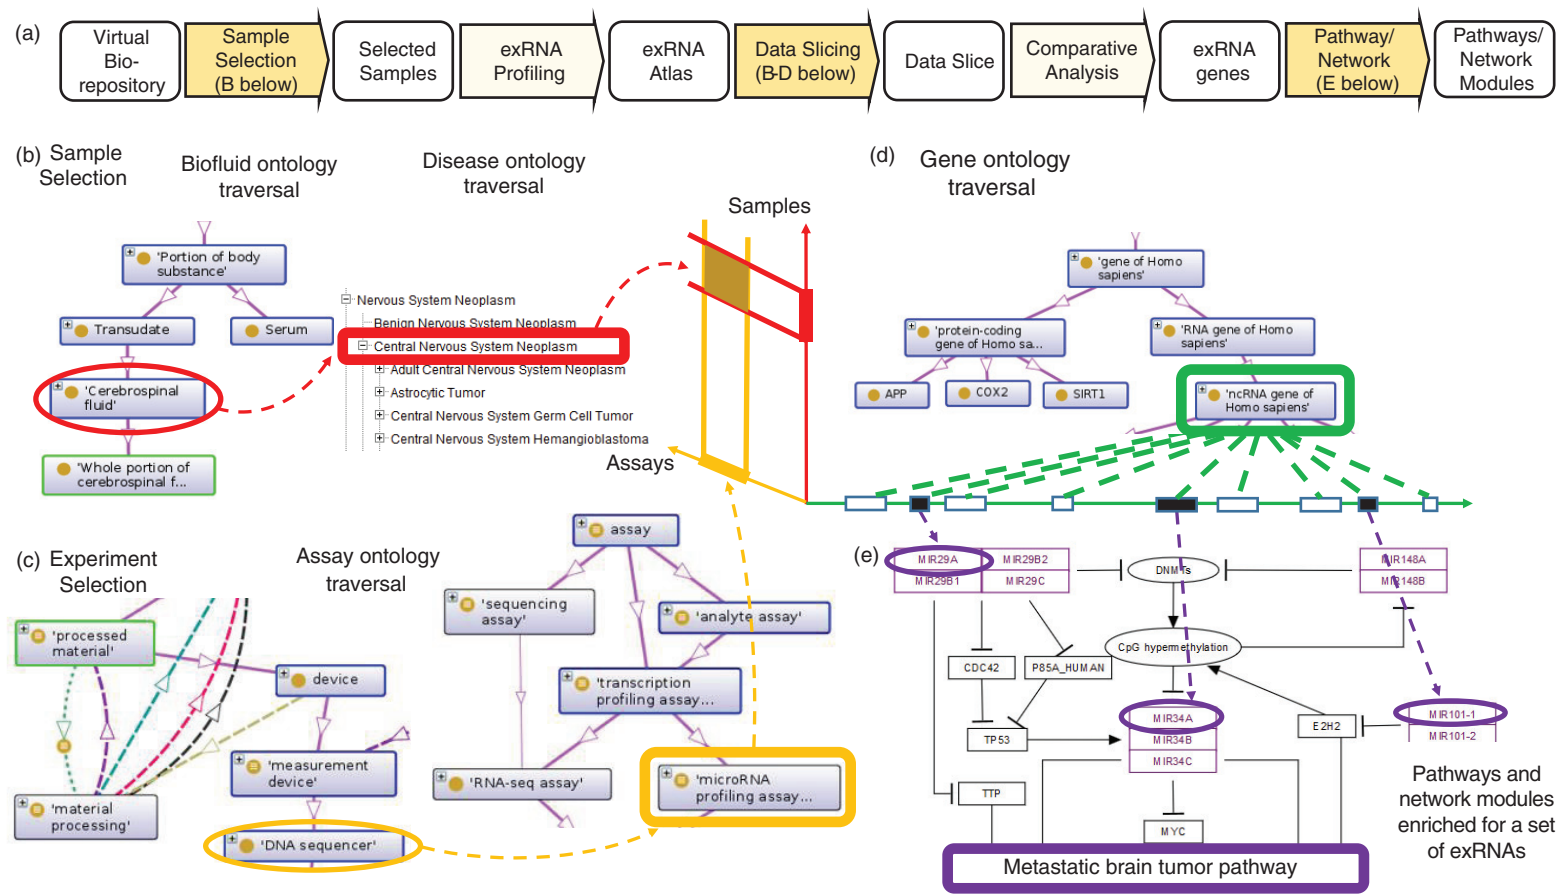 (a)
Virtual
Bio-
repository
Sample
Selection
(B below)
Selected
Samples
exRNA
Profiling
exRNA
Atlas
Data Slicing
(B-D below)
Data Slice
Comparative
Analysis
exRNA
genes
Pathway/
Network
(E below)
Pathways/
Network
Modules
(b) Sample
Selection
Biofluid ontology
traversal
Disease ontology
traversal
'Portion of body
substance'
Transudate
Serum
'Cerebrospinal
fluid'
'Whole portion of
cerebrospinal f...
Nervous System Neoplasm
Benign Nervous System Neoplasm
Central Nervous System Neoplasm
Adult Central Nervous System Neoplasm
Astrocytic Tumor
Central Nervous System Germ Cell Tumor
Central Nervous System Hemangioblastoma
Samples
Assays
(d) Gene ontology
traversal
'gene of Homo
sapiens'
'protein-coding
gene of Homo sa...
'RNA gene of Homo
sapiens'
APP
COX2
SIRT1
'ncRNA gene of
Homo sapiens'
(c) Experiment
Selection
Assay ontology
traversal
'processed
material'
device
'measurement
device'
'material
processing'
'DNA sequencer'
assay
'sequencing
assay'
'analyte assay'
'transcription
profiling assay...
'RNA-seq assay'
'microRNA
profiling assay...
(e)
MIR29A
MIR29B2
MIR29B1
MIR29C
DNMTs
MIR148A
MIR148B
CpG hypermethylation
CDC42
P85A_HUMAN
TP53
MIR34A
MIR34B
MIR34C
E2H2
MIR101-1
MIR101-2
TTP
MYC
Metastatic brain tumor pathway
Pathways and
network modules
enriched for a set
of exRNAs